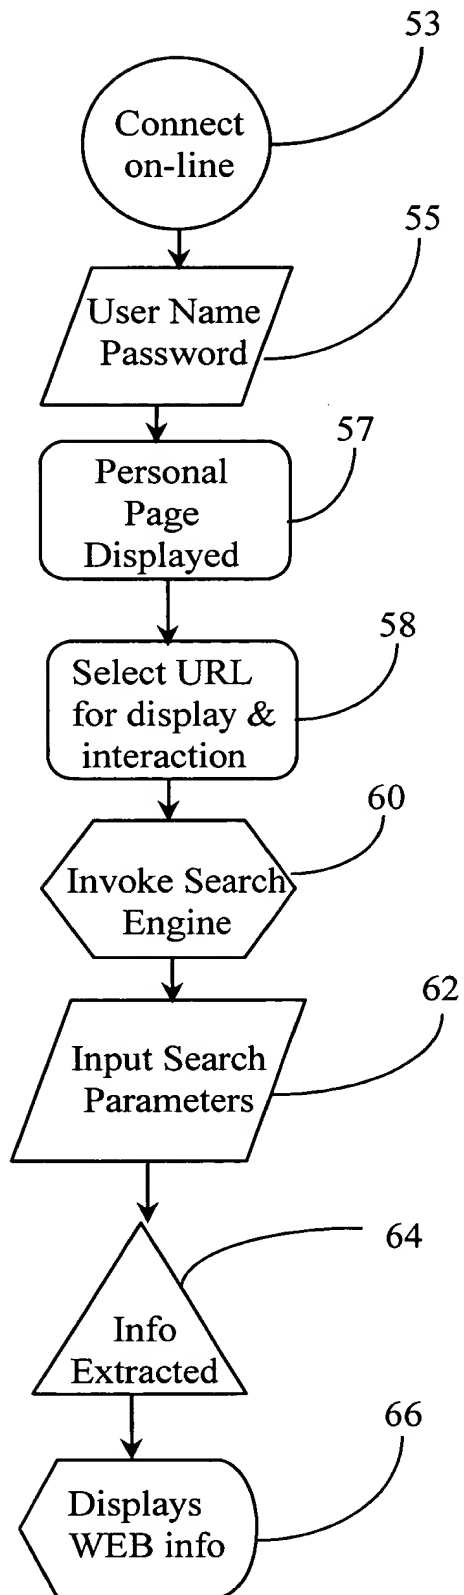 53
Connect
on-line
55
User Name
Password
57
Personal
Page
Displayed
58
Select URL
for display &
interaction
60
Invoke Search
Engine
62
Input Search
Parameters
64
Info
Extracted
66
Displays
WEB info